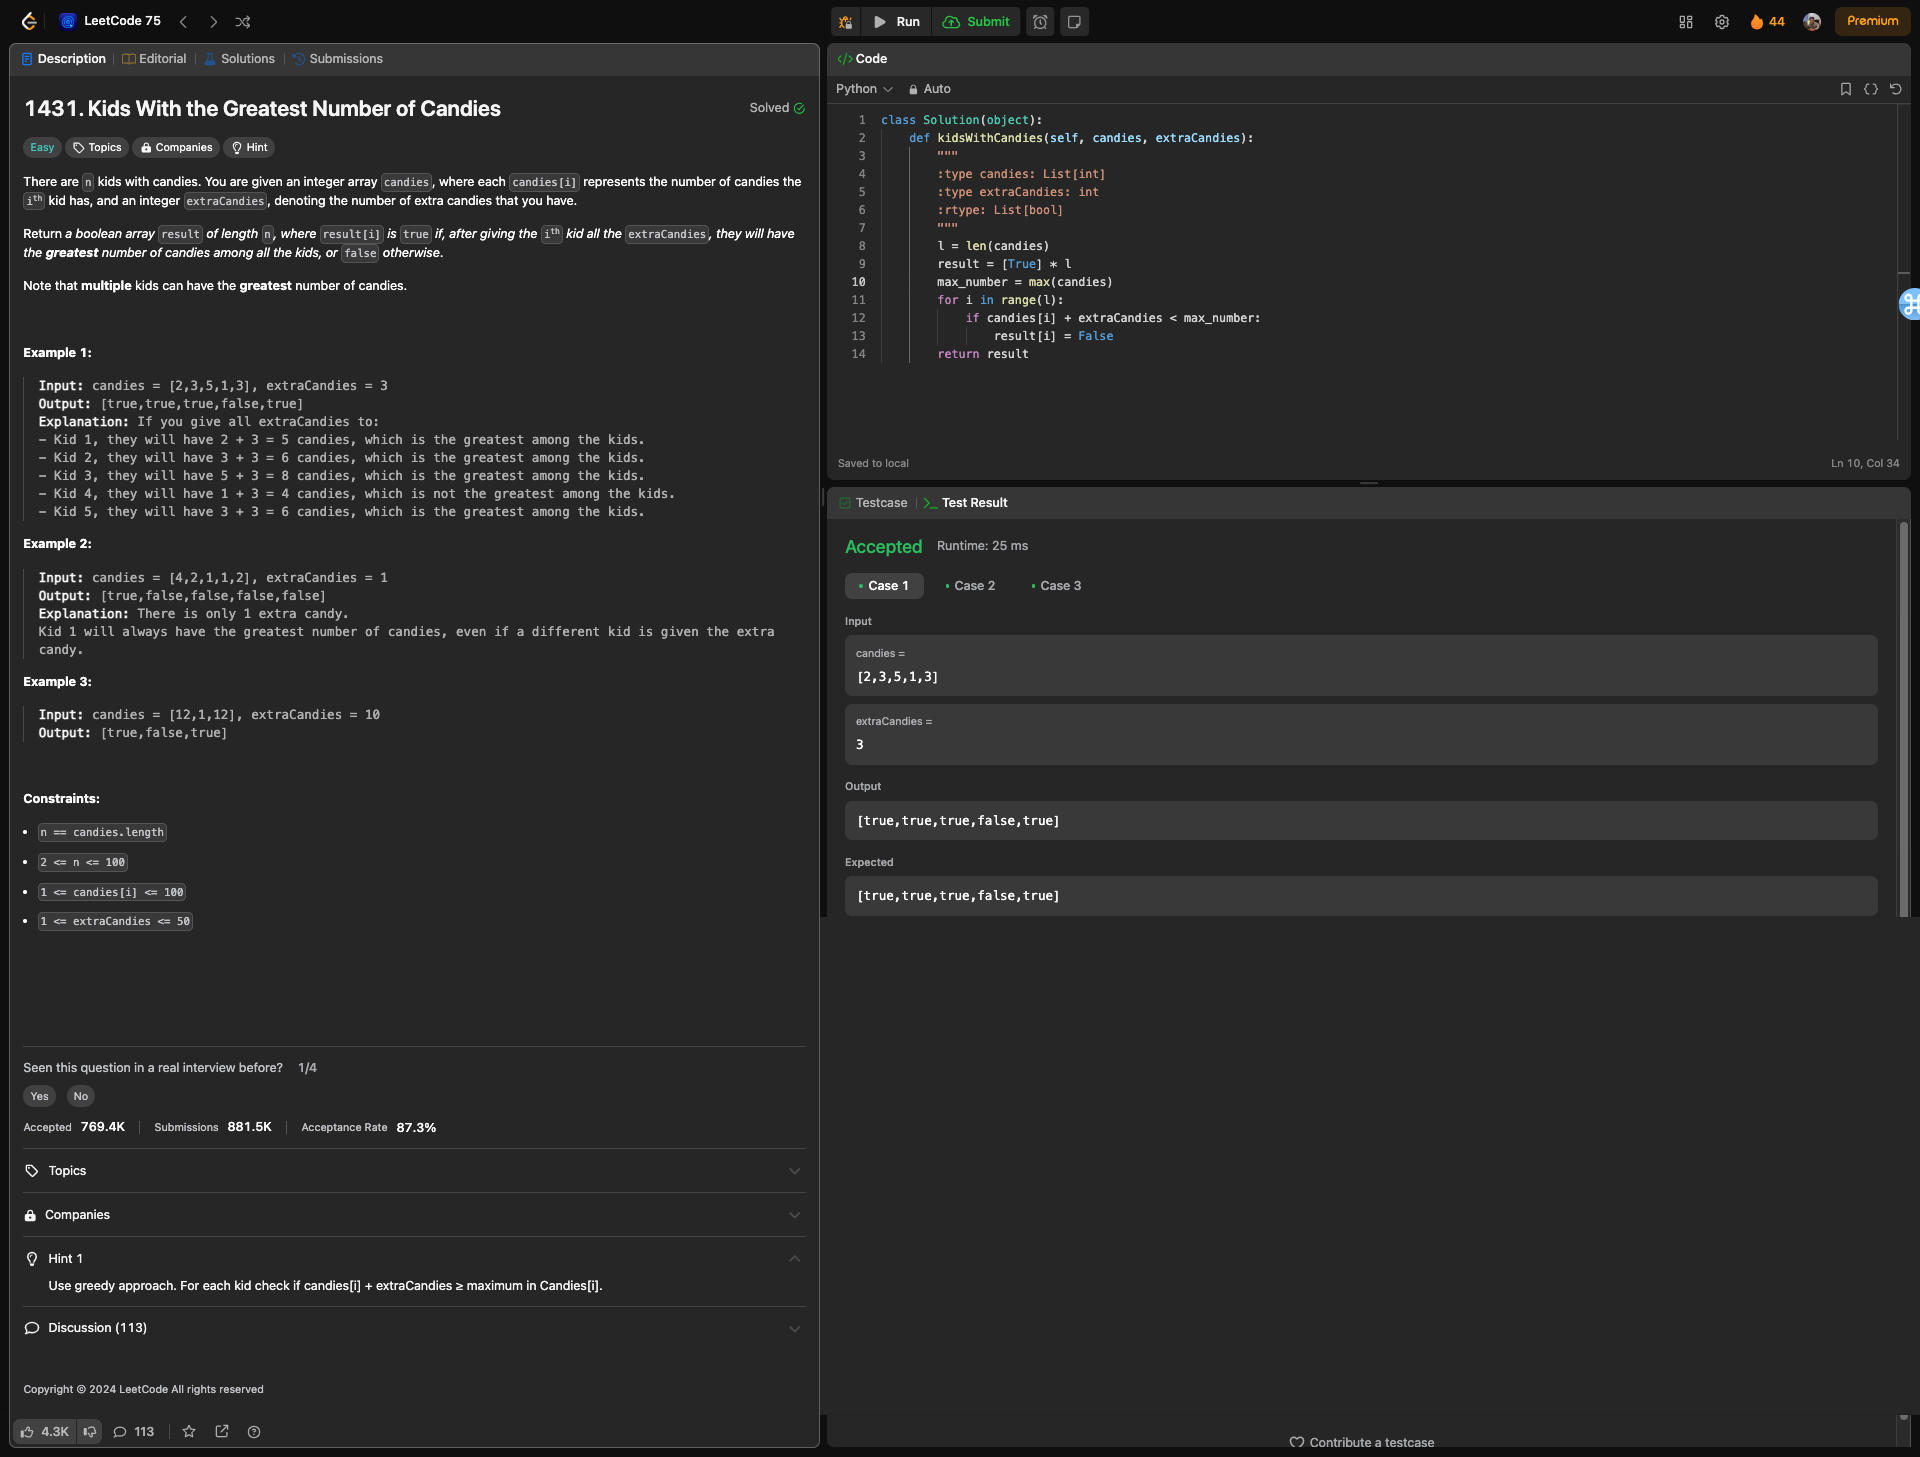 LeetCode 75
Run
Submit
44
Premium
Description
Editorial
Solutions
Submissions
1431. Kids With the Greatest Number of Candies
Solved
Easy
Topics
Companies
Hint
There are n kids with candies. You are given an integer array candies, where each candies[i] represents the number of candies the
ith kid has, and an integer extraCandies, denoting the number of extra candies that you have.
Return a boolean array result of length n, where result[i] is true if, after giving the ith kid all the extraCandies, they will have
the greatest number of candies among all the kids, or false otherwise.
Note that multiple kids can have the greatest number of candies.
Example 1:
Input: candies = [2,3,5,1,3], extraCandies = 3
Output: [true,true,true,false,true]
Explanation: If you give all extraCandies to:
- Kid 1, they will have 2 + 3 = 5 candies, which is the greatest among the kids.
- Kid 2, they will have 3 + 3 = 6 candies, which is the greatest among the kids.
- Kid 3, they will have 5 + 3 = 8 candies, which is the greatest among the kids.
- Kid 4, they will have 1 + 3 = 4 candies, which is not the greatest among the kids.
- Kid 5, they will have 3 + 3 = 6 candies, which is the greatest among the kids.
Example 2:
Input: candies = [4,2,1,1,2], extraCandies = 1
Output: [true,false,false,false,false]
Explanation: There is only 1 extra candy.
Kid 1 will always have the greatest number of candies, even if a different kid is given the extra
candy.
Example 3:
Input: candies = [12,1,12], extraCandies = 10
Output: [true,false,true]
Constraints:
• n == candies.length
• 2 <= n <= 100
• 1 <= candies[i] <= 100
• 1 <= extraCandies <= 50
Seen this question in a real interview before? 1/4
Yes
No
Accepted 769.4K
Submissions 881.5K
Acceptance Rate 87.3%
Topics
Companies
Hint 1
Use greedy approach. For each kid check if candies[i] + extraCandies ≥ maximum in Candies[i].
Discussion (113)
Copyright © 2024 LeetCode All rights reserved
4.3K
113
</> Code
Python
Auto
1 class Solution(object):
2 def kidsWithCandies(self, candies, extraCandies):
3 """
4 :type candies: List[int]
5 :type extraCandies: int
6 :rtype: List[bool]
7 """
8 l = len(candies)
9 result = [True] * l
10 max_number = max(candies)
11 for i in range(l):
12 if candies[i] + extraCandies < max_number:
13 result[i] = False
14 return result
Saved to local
Ln 10, Col 34
Testcase
>_ Test Result
Accepted
Runtime: 25 ms
• Case 1
• Case 2
• Case 3
Input
candies =
[2,3,5,1,3]
extraCandies =
3
Output
[true,true,true,false,true]
Expected
[true,true,true,false,true]
Contribute a testcase